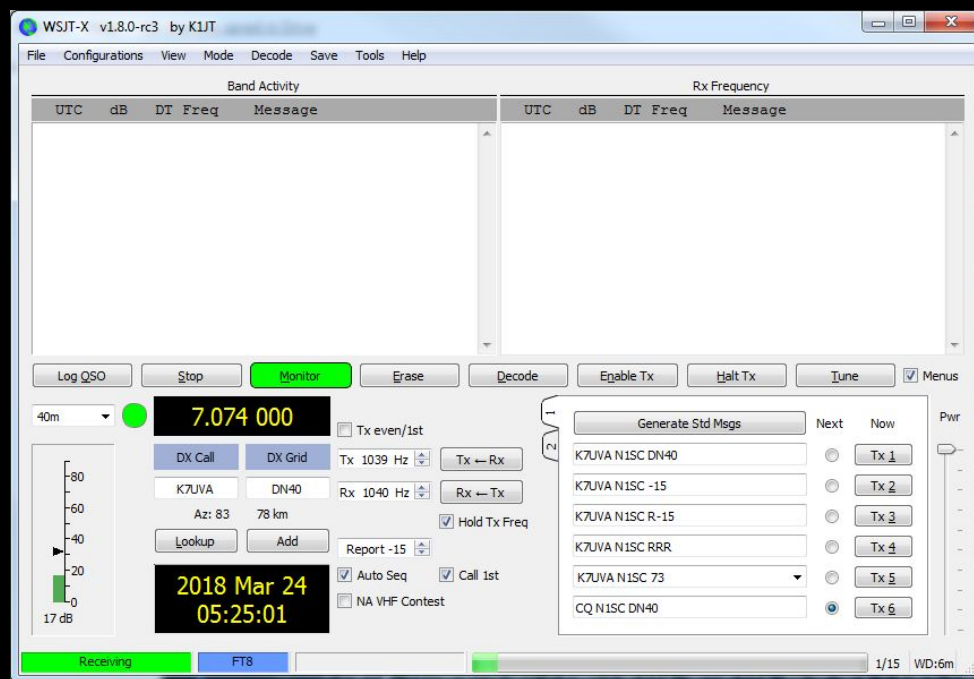 WSJT-X v1.8.0-rc3 by K1JT
File Configurations View Mode Decode Save Tools Help
Band Activity Rx Frequency
UTC dB DT Freq Message UTC dB DT Freq Message
Log QSO Stop Monitor Erase Decode Enable Tx Halt Tx Tune Menus
40m 7.074 000 Tx even/1st 1 Generate Std Msgs Next Now Pwr
DX Call DX Grid Tx 1039 Hz Tx ← Rx 2 K7UVA N1SC DN40 Tx 1
K7UVA DN40 Rx 1040 Hz Rx ← Tx K7UVA N1SC -15 Tx 2
Az: 83 78 km Hold Tx Freq K7UVA N1SC R-15 Tx 3
Lookup Add Report -15 K7UVA N1SC RRR Tx 4
2018 Mar 24 Auto Seq Call 1st K7UVA N1SC 73 Tx 5
05:25:01 NA VHF Contest CQ N1SC DN40 Tx 6
80
60
40
20
0
17 dB
Receiving FT8 1/15 WD:6m